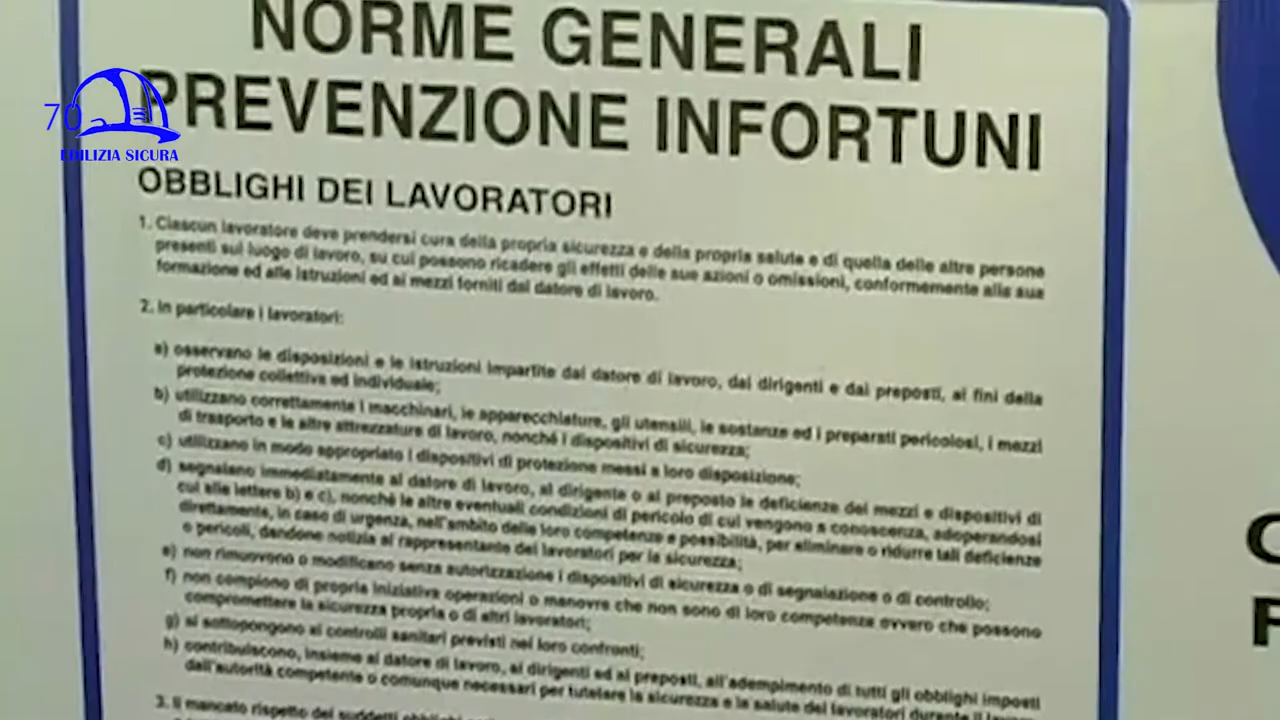 NORME GENERALI
PREVENZIONE INFORTUNI
70
EDILIZIA SICURA
OBBLIGHI DEI LAVORATORI
1. Ciascun lavoratore deve prendersi cura della propria sicurezza e della propria salute e di quella delle altre persone
presenti sul luogo di lavoro, su cui possono ricadere gli effetti delle sue azioni o omissioni, conformemente alla sua
formazione ed alle istruzioni ed ai mezzi forniti dal datore di lavoro.
2. In particolare i lavoratori:
a) osservano le disposizioni e le istruzioni impartite dal datore di lavoro, dai dirigenti e dai preposti, ai fini della
protezione collettiva ed individuale;
b) utilizzano correttamente i macchinari, le apparecchiature, gli utensili, le sostanze ed i preparati pericolosi, i mezzi
di trasporto e le altre attrezzature di lavoro, nonché i dispositivi di sicurezza;
c) utilizzano in modo appropriato i dispositivi di protezione messi a loro disposizione;
d) segnalano immediatamente al datore di lavoro, al dirigente o al preposto le deficienze dei mezzi e dispositivi di
cui alle lettere b) e c), nonché le altre eventuali condizioni di pericolo di cui vengono a conoscenza, adoperandosi
direttamente, in caso di urgenza, nell'ambito delle loro competenze e possibilità, per eliminare o ridurre tali deficienze
o pericoli, dandone notizia al rappresentante dei lavoratori per la sicurezza;
e) non rimuovono o modificano senza autorizzazione i dispositivi di sicurezza o di segnalazione o di controllo;
f) non compiono di propria iniziativa operazioni o manovre che non sono di loro competenza ovvero che possono
compromettere la sicurezza propria o di altri lavoratori;
g) si sottopongono ai controlli sanitari previsti nei loro confronti;
h) contribuiscono, insieme al datore di lavoro, ai dirigenti ed ai preposti, all'adempimento di tutti gli obblighi imposti
dall'autorità competente o comunque necessari per tutelare la sicurezza e la salute dei lavoratori durante il lavoro
3. Il mancato rispetto dei suddetti obblighi